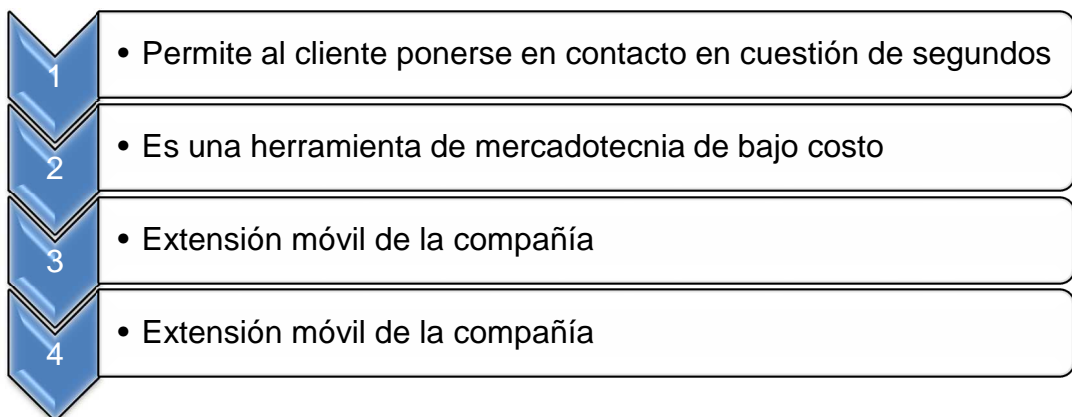 1
• Permite al cliente ponerse en contacto en cuestión de segundos
2
• Es una herramienta de mercadotecnia de bajo costo
3
• Extensión móvil de la compañía
4
• Extensión móvil de la compañía